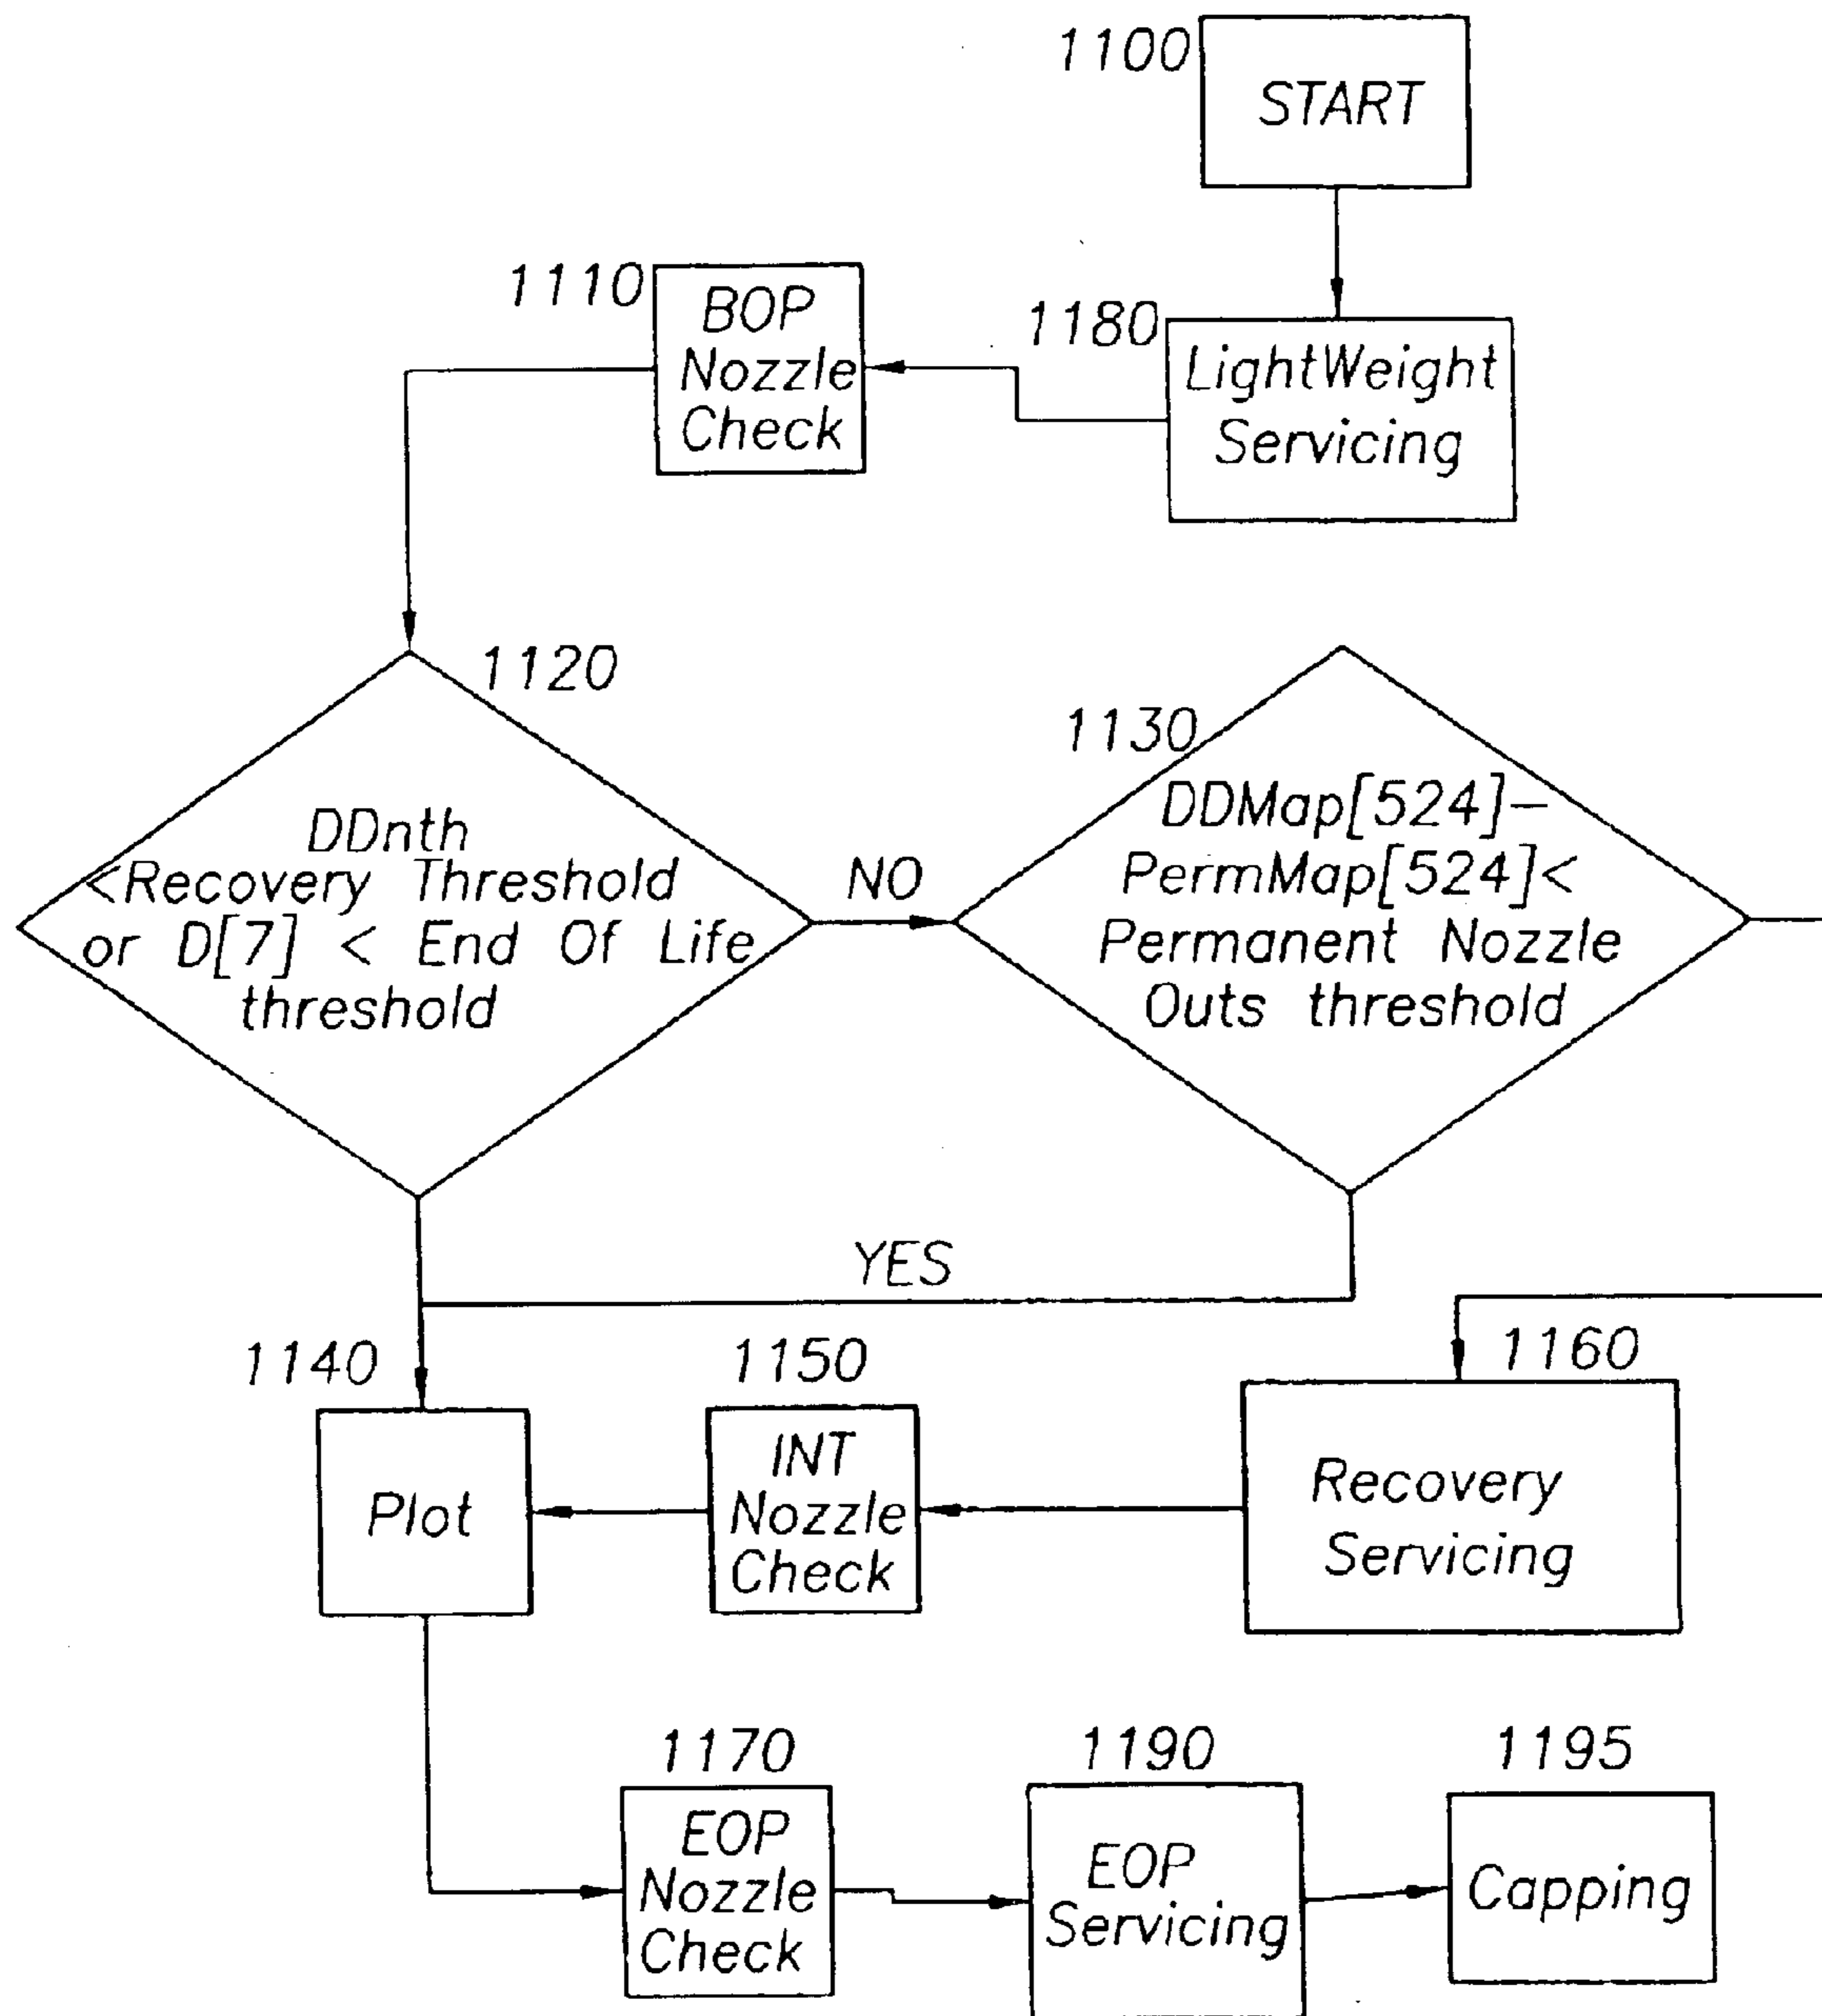 1100
START
1110
BOP
Nozzle
Check
1180
LightWeight
Servicing
1120
DDnth
<Recovery Threshold
or D[7] < End Of Life
threshold
NO
1130
DDMap[524]-
PermMap[524]<
Permanent Nozzle
Outs threshold
YES
1140
Plot
1150
INT
Nozzle
Check
1160
Recovery
Servicing
1170
EOP
Nozzle
Check
1190
EOP
Servicing
1195
Capping